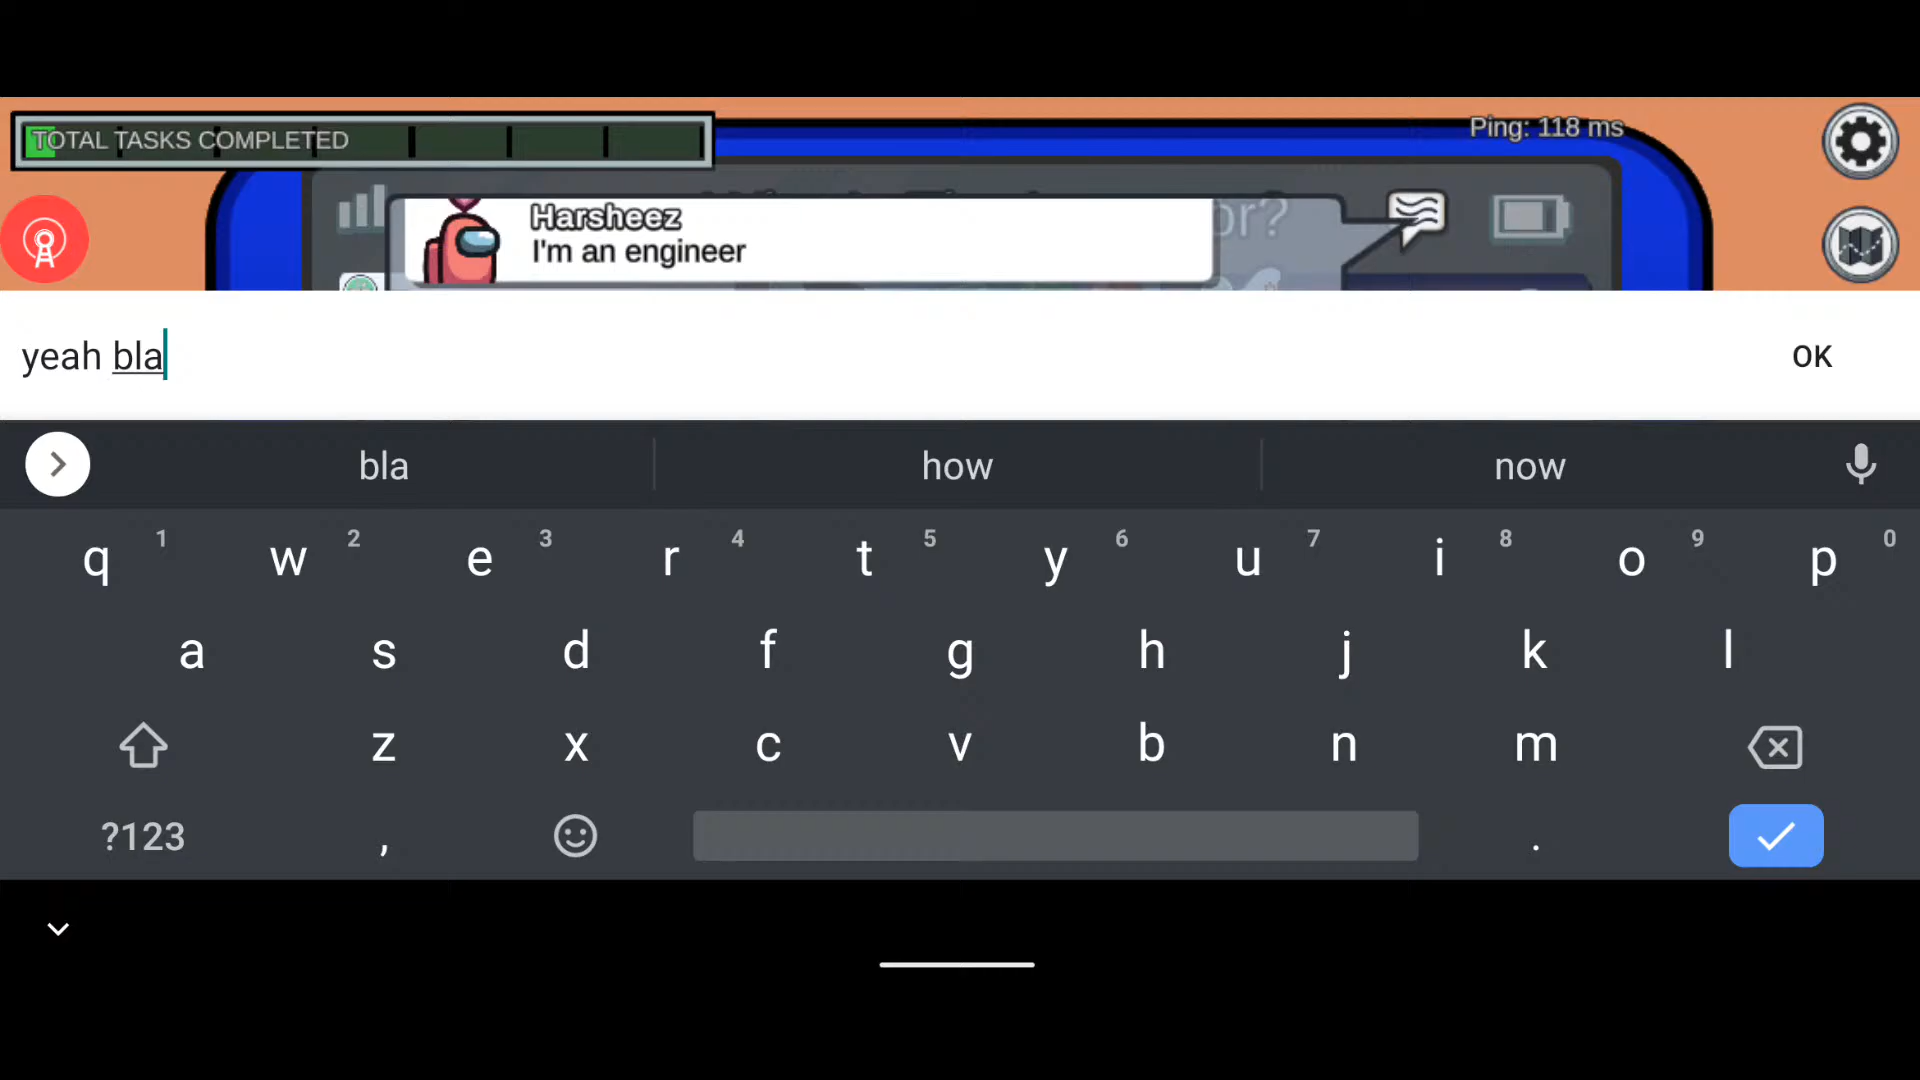 TOTAL TASKS COMPLETED
Ping: 118 ms
or?
Harsheez
I'm an engineer
yeah bla
OK
bla how now
q 1 w 2 e 3 r 4 t 5 y 6 u 7 i 8 o 9 p 0
a s d f g h j k l
z x c v b n m
?123 , .